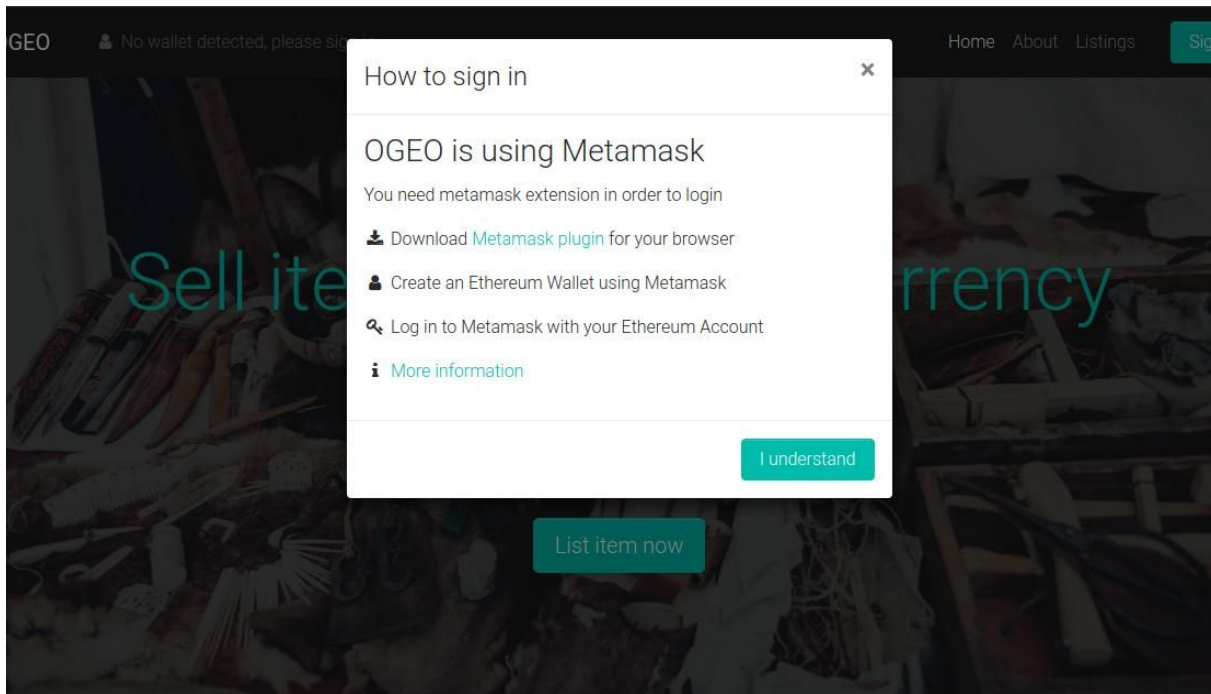 GEO No wallet detected, please sig Home About Listings Sig
How to sign in ×
OGEO is using Metamask
You need metamask extension in order to login
Download Metamask plugin for your browser
Create an Ethereum Wallet using Metamask
Log in to Metamask with your Ethereum Account
More information
Sell ite rrency
I understand
List item now